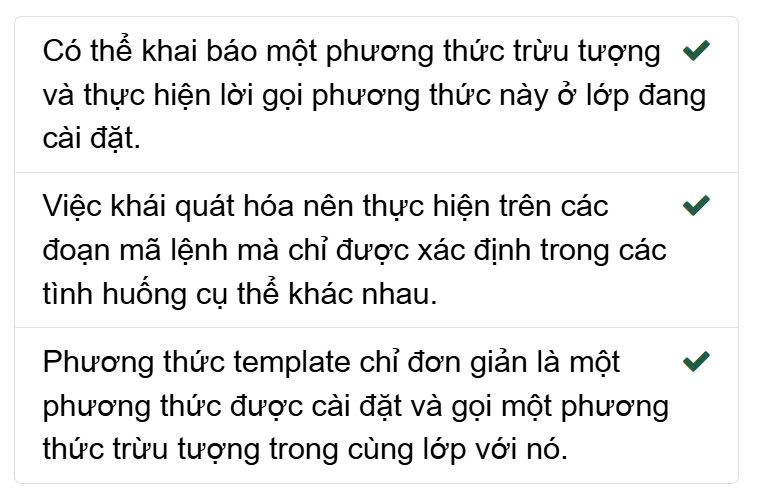 Có thể khai báo một phương thức trừu tượng
và thực hiện lời gọi phương thức này ở lớp đang
cài đặt.
Việc khái quát hóa nên thực hiện trên các
đoạn mã lệnh mà chỉ được xác định trong các
tình huống cụ thể khác nhau.
Phương thức template chỉ đơn giản là một
phương thức được cài đặt và gọi một phương
thức trừu tượng trong cùng lớp với nó.